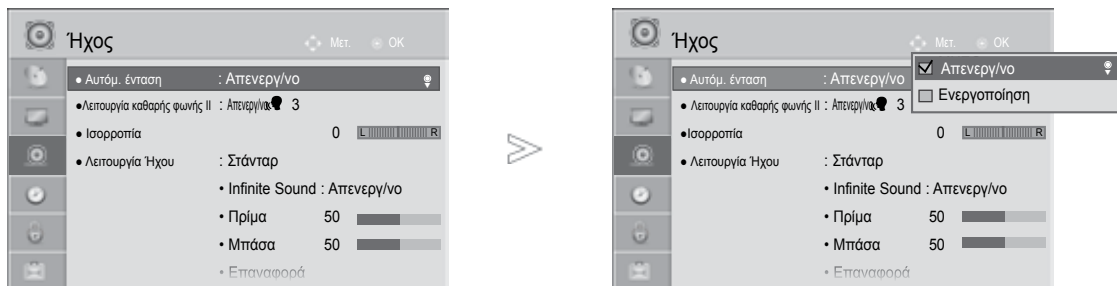 Ήχος
Μετ. OK
● Αυτόμ. ένταση : Απενεργ/νο
●Λειτουργία καθαρής φωνής II : Απενεργ/νο 3
● Ισορροπία 0 L R
● Λειτουργία Ήχου : Στάνταρ
• Infinite Sound : Απενεργ/νο
• Πρίμα 50
• Μπάσα 50
• Επαναφορά
Ήχος
Μετ. OK
● Αυτόμ. ένταση : Απενεργ/νο
● Λειτουργία καθαρής φωνής II : Απενεργ/νο 3
●Ισορροπία 0 L R
● Λειτουργία Ήχου : Στάνταρ
• Infinite Sound : Απενεργ/νο
• Πρίμα 50
• Μπάσα 50
• Επαναφορά
Απενεργ/νο
Ενεργοποίηση